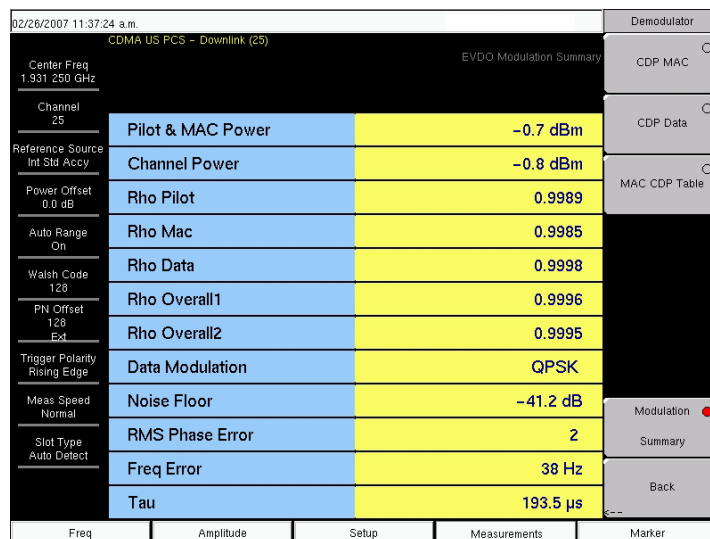 02/26/2007 11:37:24 a.m.
Demodulator
CDMA US PCS – Downlink (25)
EVDO Modulation Summary
Center Freq
1.931 250 GHz
Channel
25
Reference Source
Int Std Accy
Power Offset
0.0 dB
Auto Range
On
Walsh Code
128
PN Offset
128
Ext
Trigger Polarity
Rising Edge
Meas Speed
Normal
Slot Type
Auto Detect
Pilot & MAC Power −0.7 dBm
Channel Power −0.8 dBm
Rho Pilot 0.9989
Rho Mac 0.9985
Rho Data 0.9998
Rho Overall1 0.9996
Rho Overall2 0.9995
Data Modulation QPSK
Noise Floor −41.2 dB
RMS Phase Error 2
Freq Error 38 Hz
Tau 193.5 µs
CDP MAC
CDP Data
MAC CDP Table
Modulation
Summary
Back
<--
Freq Amplitude Setup Measurements Marker